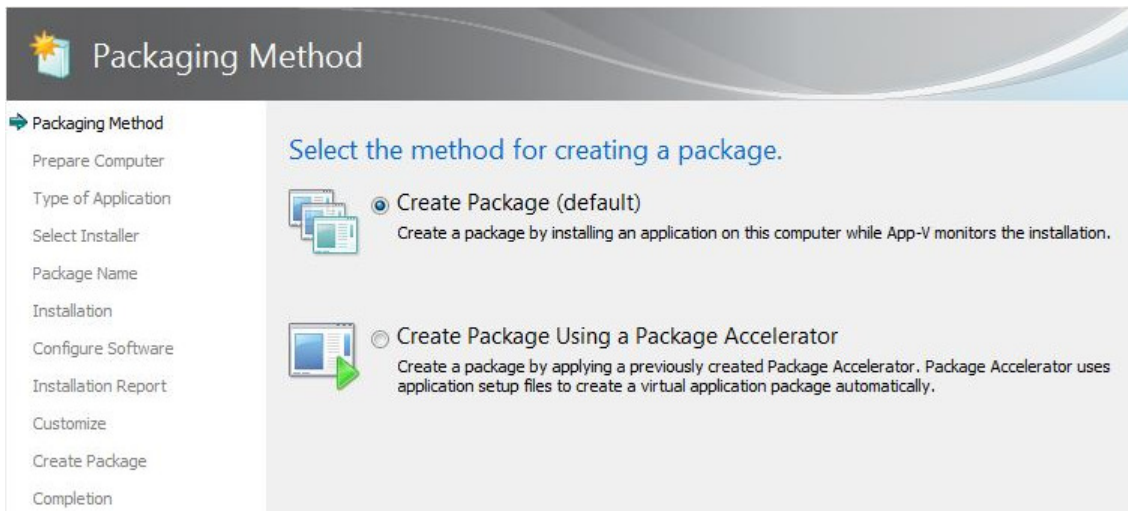 Packaging Method
Packaging Method
Prepare Computer
Type of Application
Select Installer
Package Name
Installation
Configure Software
Installation Report
Customize
Create Package
Completion
Select the method for creating a package.
Create Package (default)
Create a package by installing an application on this computer while App-V monitors the installation.
Create Package Using a Package Accelerator
Create a package by applying a previously created Package Accelerator. Package Accelerator uses
application setup files to create a virtual application package automatically.